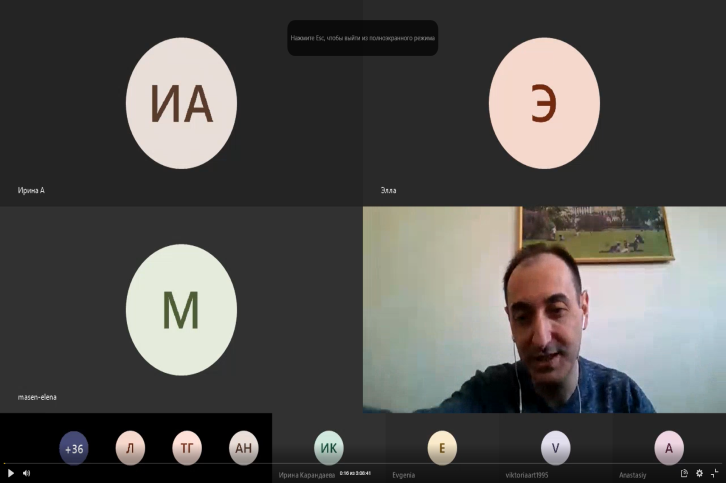 Нажмите Esc, чтобы выйти из полноэкранного режима
ИА
Э
Ирина А
Элла
М
masen-elena
+36
Л
ТГ
АН
ИК
E
V
A
Ирина Карандаева
0:16 из 3:08:41
Evgenia
viktoriaart1995
Anastasiy